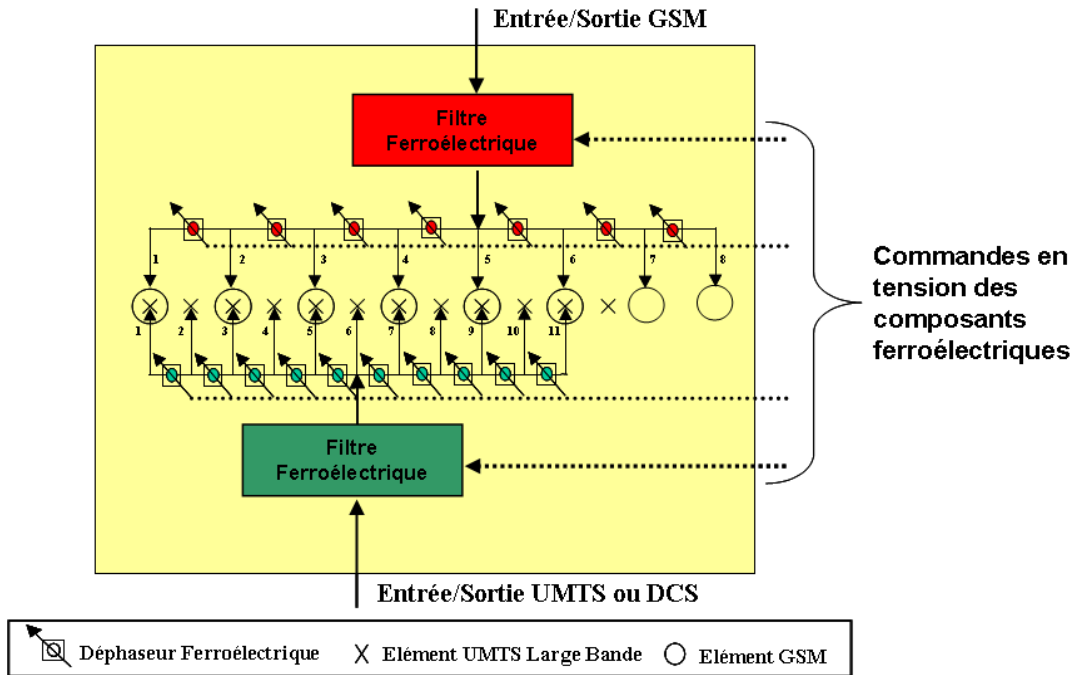 Entrée/Sortie GSM
Filtre
Ferroélectrique
1 2 3 4 5 6 7 8
Commandes en
tension des
composants
ferroélectriques
1 2 3 4 5 6 7 8 9 10 11
Filtre
Ferroélectrique
Entrée/Sortie UMTS ou DCS
Déphaseur Ferroélectrique Elément UMTS Large Bande Elément GSM